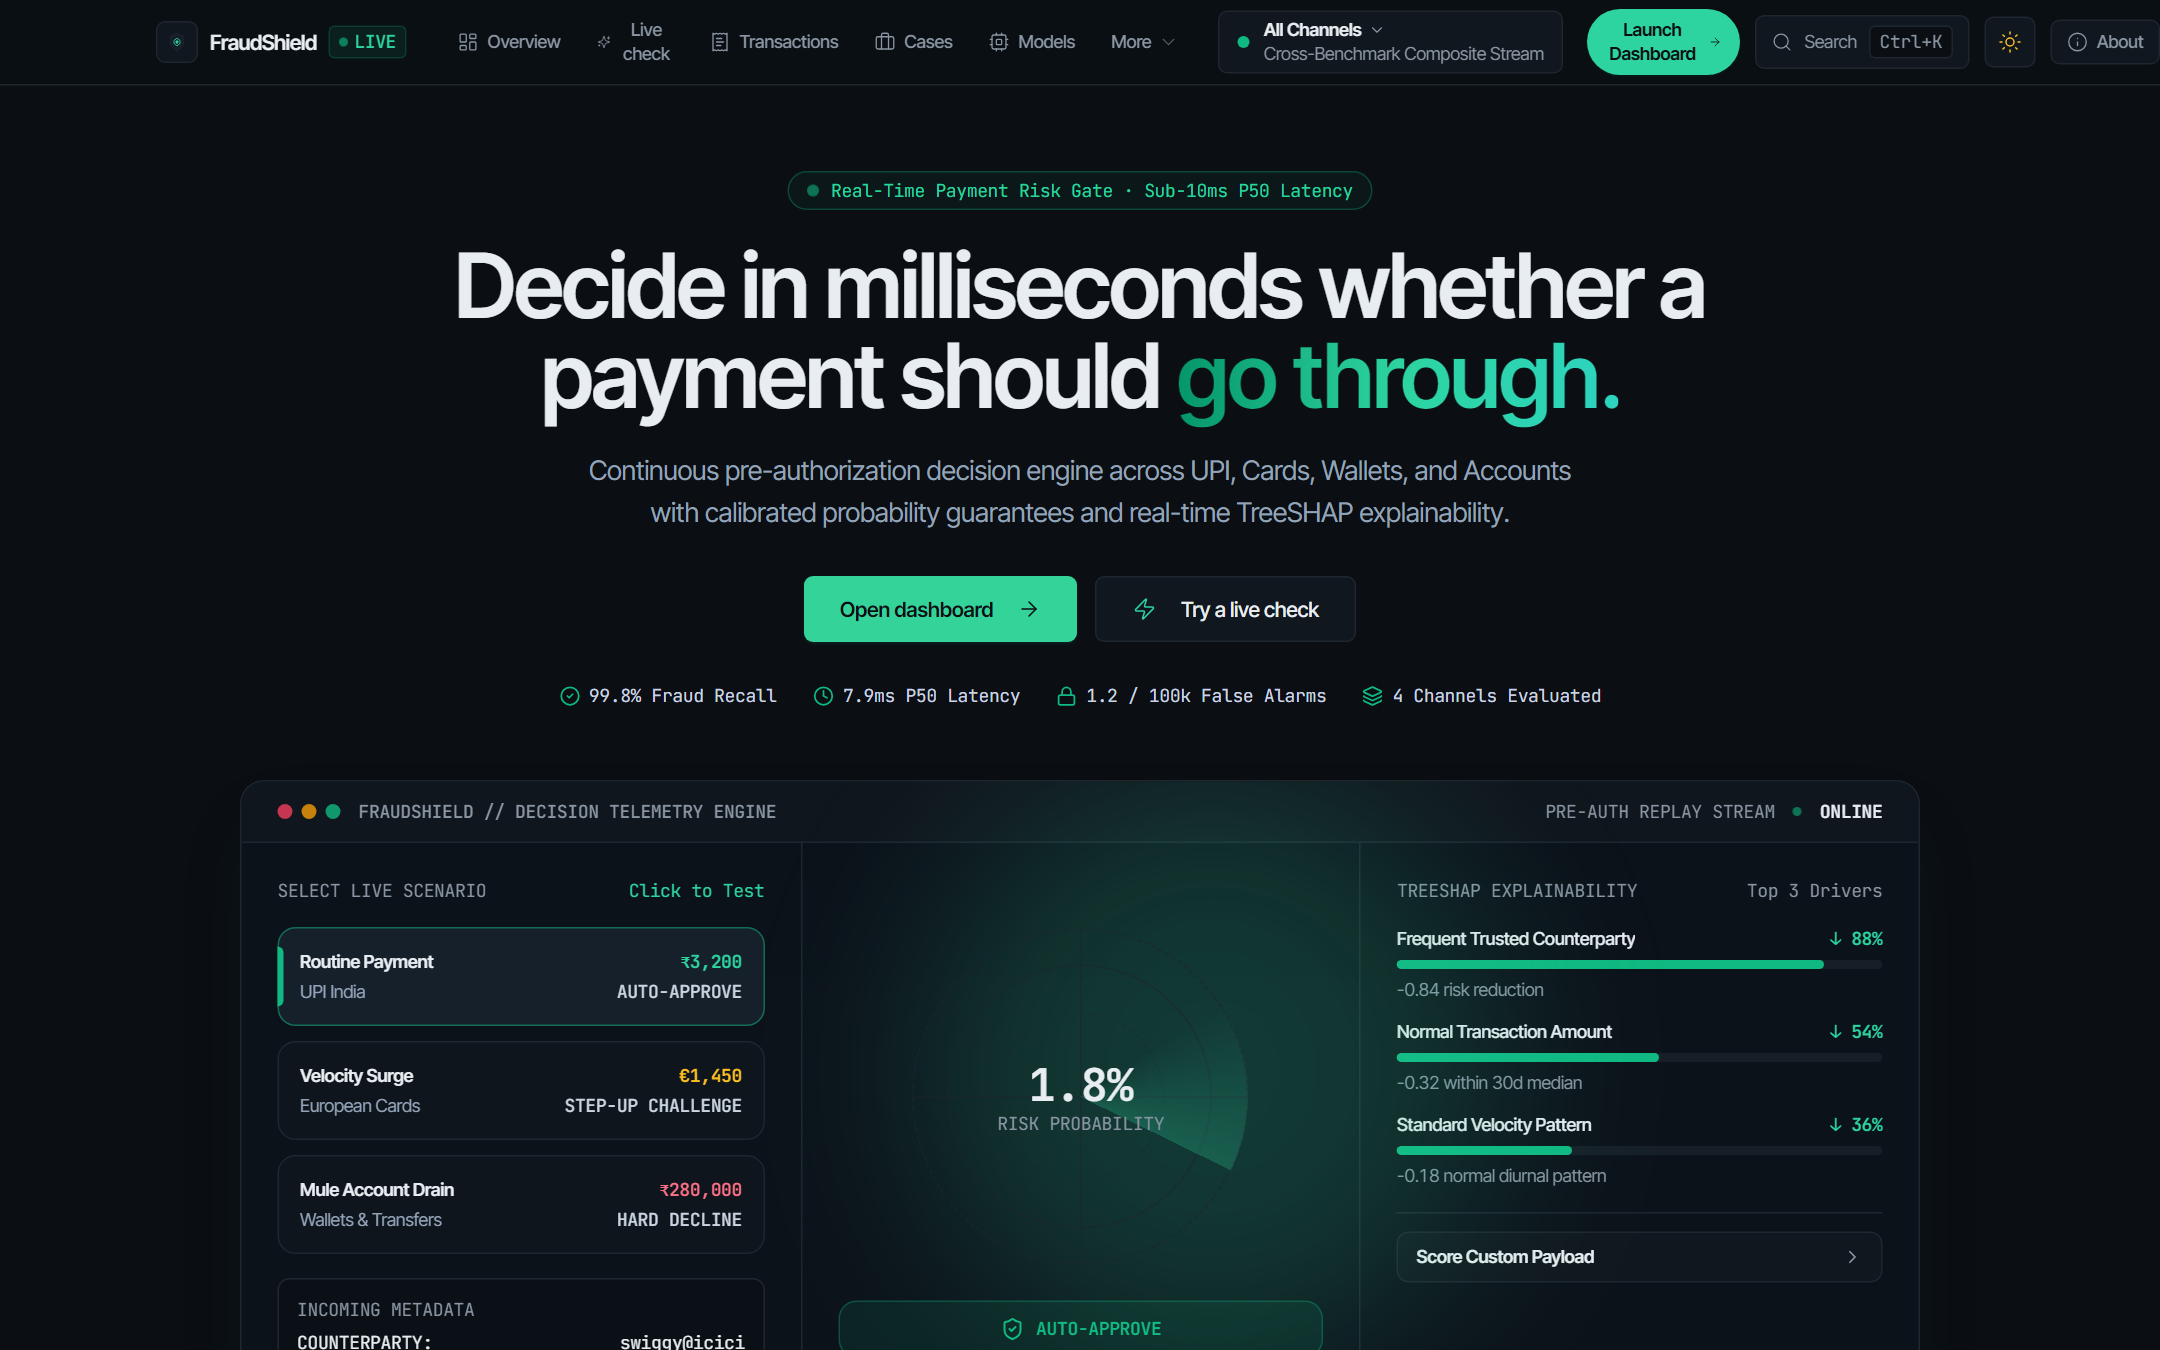 FraudShield
LIVE
Overview
Live
check
Transactions
Cases
Models
More
All Channels
Cross-Benchmark Composite Stream
Launch
Dashboard
Search
Ctrl+K
About
Real-Time Payment Risk Gate · Sub-10ms P50 Latency
Decide in milliseconds whether a
payment should go through.
Continuous pre-authorization decision engine across UPI, Cards, Wallets, and Accounts
with calibrated probability guarantees and real-time TreeSHAP explainability.
Open dashboard
Try a live check
99.8% Fraud Recall
7.9ms P50 Latency
1.2 / 100k False Alarms
4 Channels Evaluated
FRAUDSHIELD // DECISION TELEMETRY ENGINE
PRE-AUTH REPLAY STREAM
ONLINE
SELECT LIVE SCENARIO
Click to Test
Routine Payment
₹3,200
UPI India
AUTO-APPROVE
Velocity Surge
€1,450
European Cards
STEP-UP CHALLENGE
Mule Account Drain
₹280,000
Wallets & Transfers
HARD DECLINE
INCOMING METADATA
COUNTERPARTY:
swiggy@icici
1.8%
RISK PROBABILITY
AUTO-APPROVE
TREESHAP EXPLAINABILITY
Top 3 Drivers
Frequent Trusted Counterparty
↓ 88%
-0.84 risk reduction
Normal Transaction Amount
↓ 54%
-0.32 within 30d median
Standard Velocity Pattern
↓ 36%
-0.18 normal diurnal pattern
Score Custom Payload